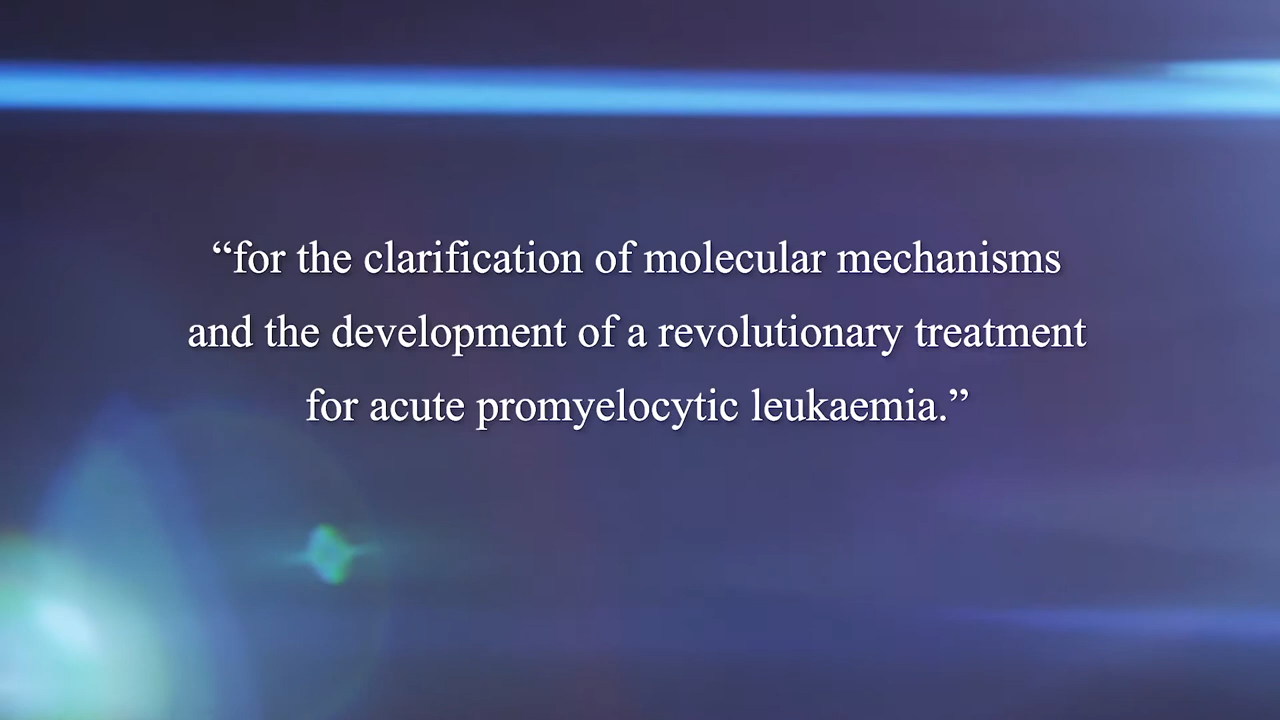 “for the clarification of molecular mechanisms
and the development of a revolutionary treatment
for acute promyelocytic leukaemia.”